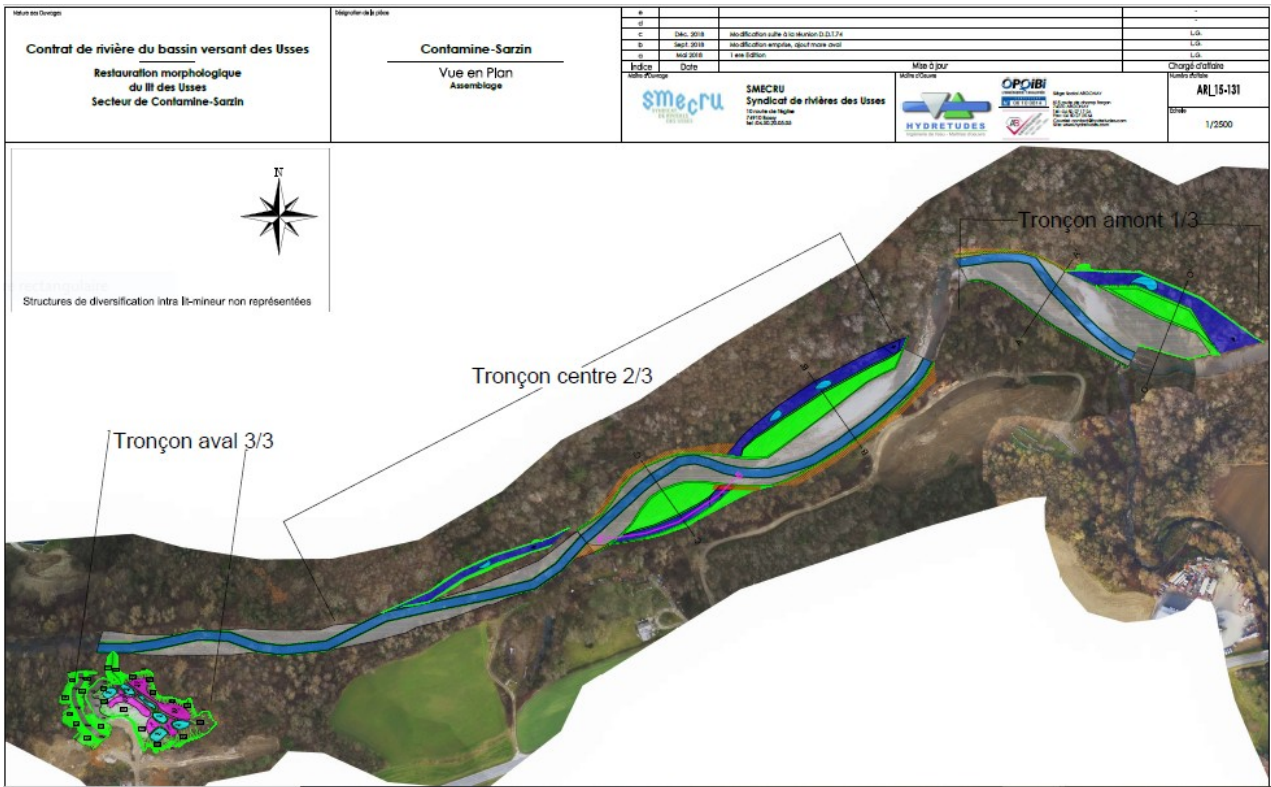 Nature des Ouvrages
Contrat de rivière du bassin versant des Usses
Restauration morphologique
du lit des Usses
Secteur de Contamine-Sarzin
Désignation de la pièce
Contamine-Sarzin
Vue en Plan
Assemblage
e -
d -
c Déc. 2018 Modification suite à la réunion D.D.T.74 L.G.
b Sept. 2018 Modification emprise, ajout mare aval L.G.
a Mai 2018 1 ere Edition L.G.
Indice Date Mise à jour Chargé d'affaire
Maître d'Ouvrage
smecru
SMECRU
Syndicat de rivières des Usses
Maître d'Oeuvre
HYDRETUDES
OPQIBI
Numéro d'affaire
ARI_15-131
Echelle
1/2500
N
Structures de diversification intra lit-mineur non représentées
Tronçon amont 1/3
Tronçon centre 2/3
Tronçon aval 3/3